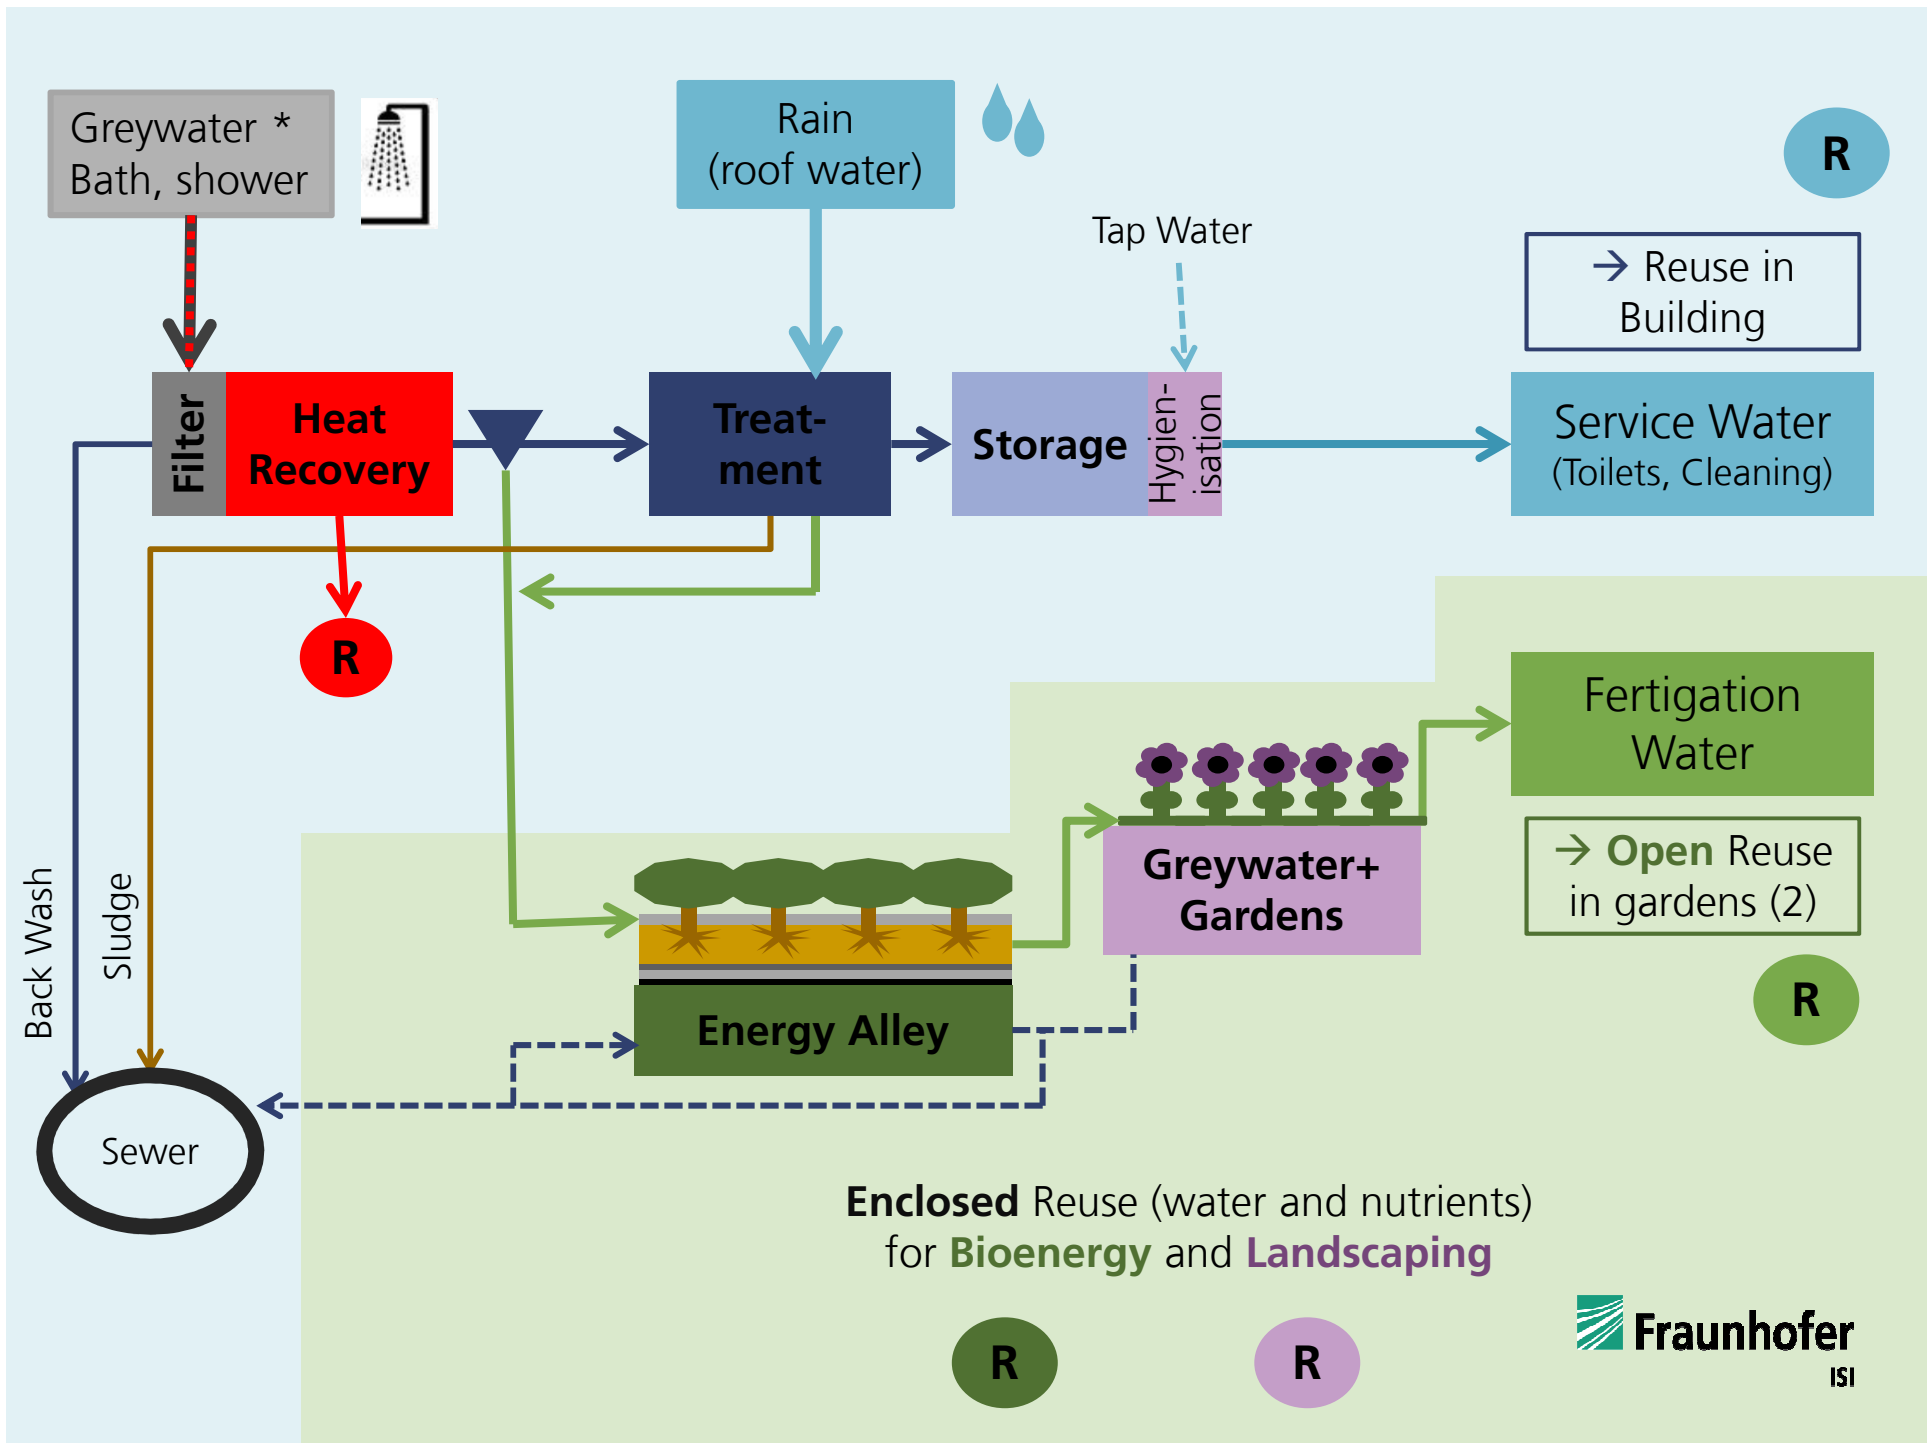 Greywater *
Bath, shower
Rain
(roof water)
R
Tap Water
→ Reuse in
Building
Filter
Heat
Recovery
Treat-
ment
Storage
Hygien-
isation
Service Water
(Toilets, Cleaning)
R
Fertigation
Water
Greywater+
Gardens
→ Open Reuse
in gardens (2)
Back Wash
Sludge
R
Energy Alley
Sewer
Enclosed Reuse (water and nutrients)
for Bioenergy and Landscaping
R
R
Fraunhofer
ISI